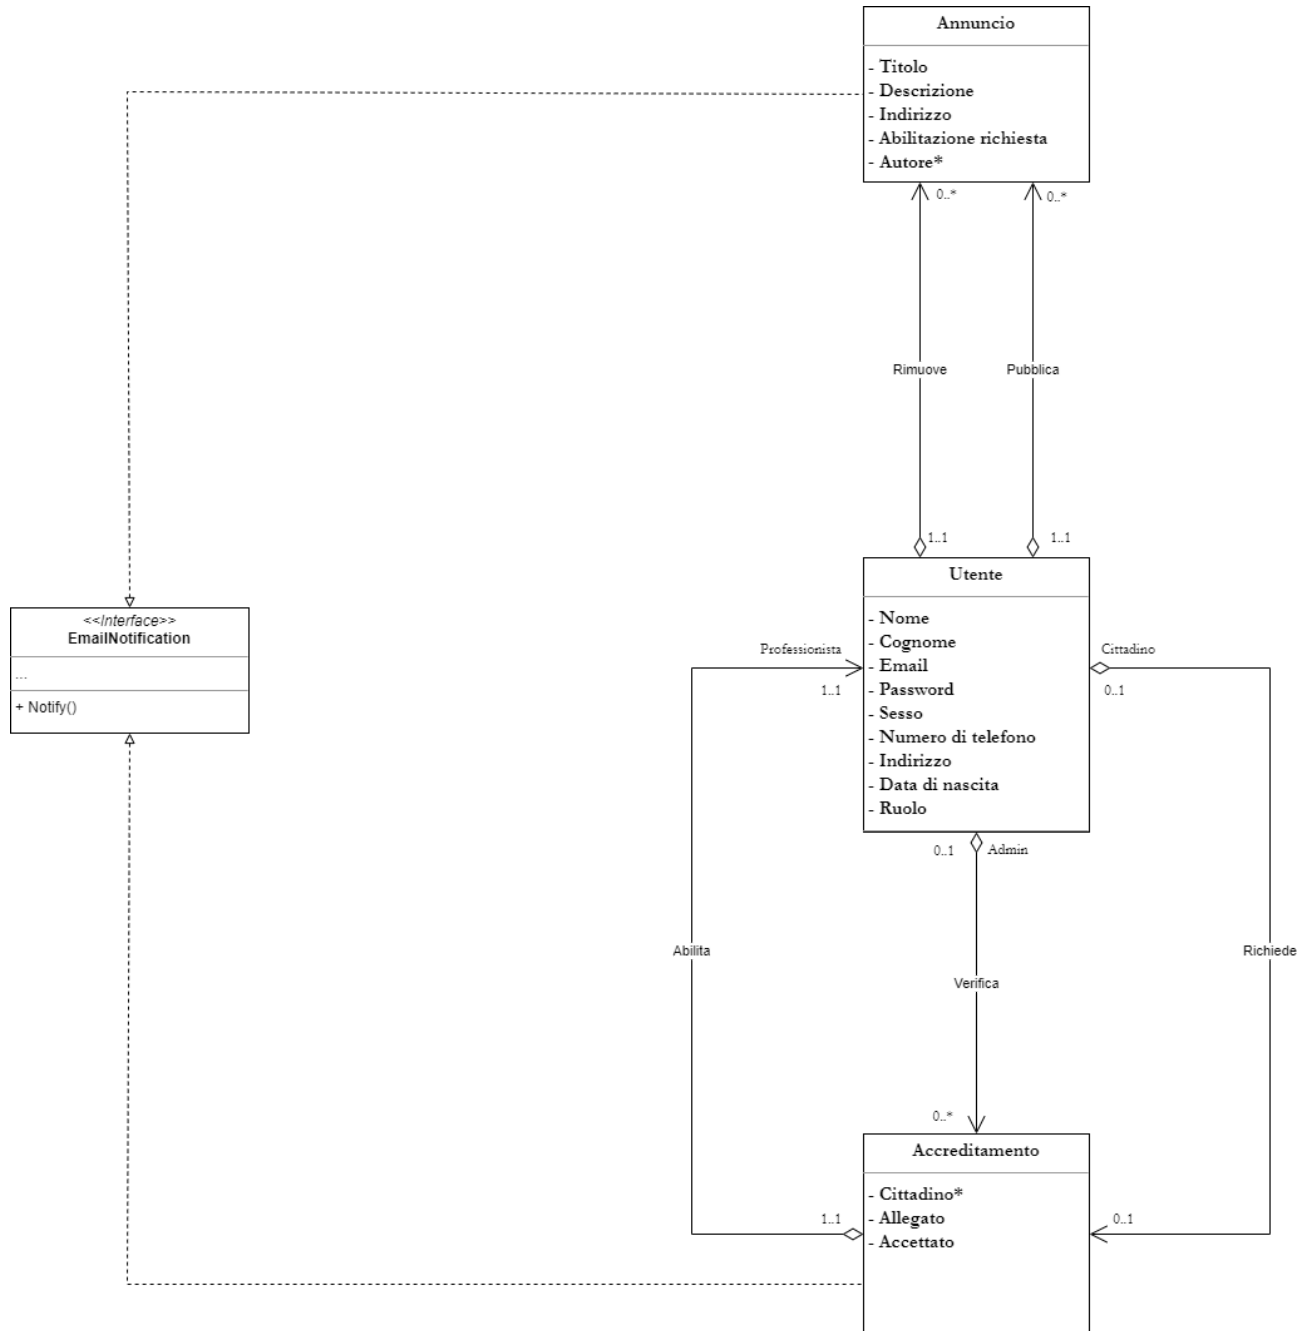 Annuncio
- Titolo
- Descrizione
- Indirizzo
- Abilitazione richiesta
- Autore*
0..*
0..*
Rimuove
Pubblica
1..1
1..1
Utente
- Nome
- Cognome
- Email
- Password
- Sesso
- Numero di telefono
- Indirizzo
- Data di nascita
- Ruolo
<<Interface>>
EmailNotification
...
+ Notify()
Professionista
1..1
Cittadino
0..1
0..1
Admin
Abilita
Verifica
Richiede
0..*
Accreditamento
- Cittadino*
- Allegato
- Accettato
1..1
0..1